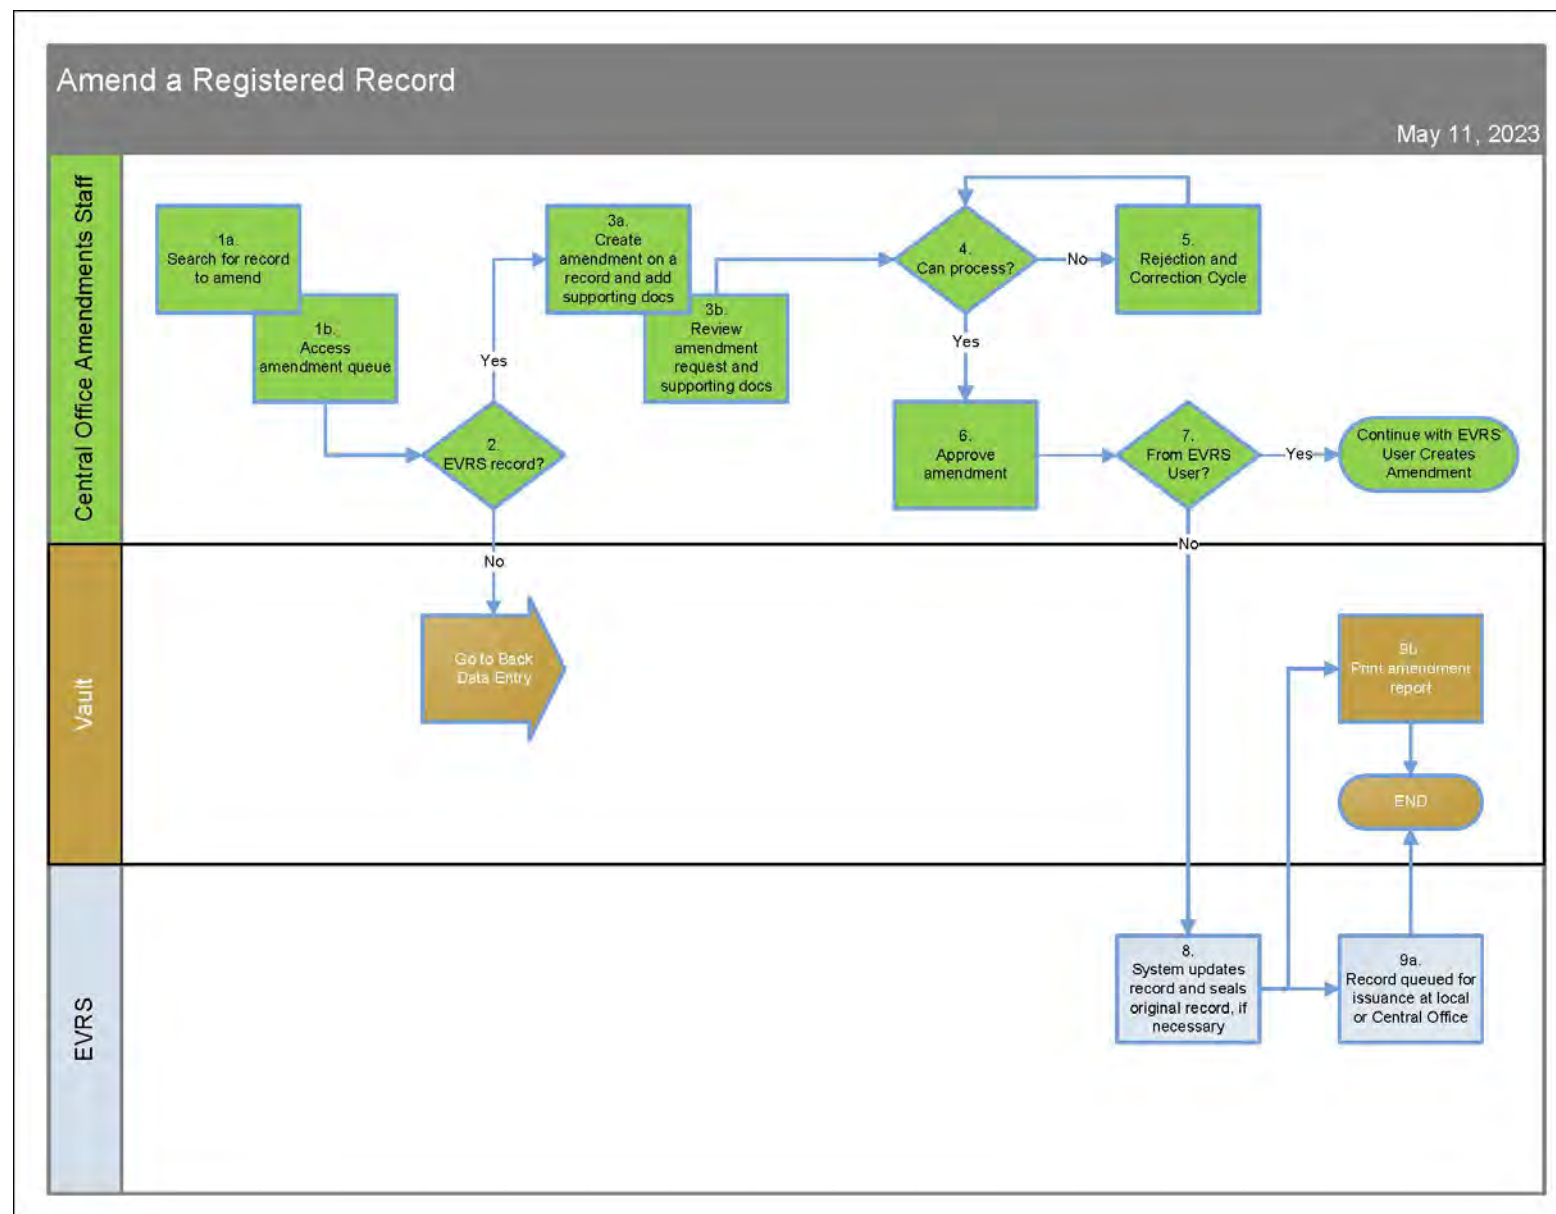 Amend a Registered Record
May 11, 2023
Central Office Amendments Staff
1a.
Search for record
to amend
1b.
Access
amendment queue
2.
EVRS record?
Yes
No
3a.
Create
amendment on a
record and add
supporting docs
3b.
Review
amendment
request and
supporting docs
4.
Can process?
No
Yes
5.
Rejection and
Correction Cycle
6.
Approve
amendment
7.
From EVRS
User?
Yes
No
Continue with EVRS
User Creates
Amendment
Vault
Go to Back
Data Entry
9b.
Print amendment
report
END
EVRS
8.
System updates
record and seals
original record, if
necessary
9a.
Record queued for
issuance at local
or Central Office